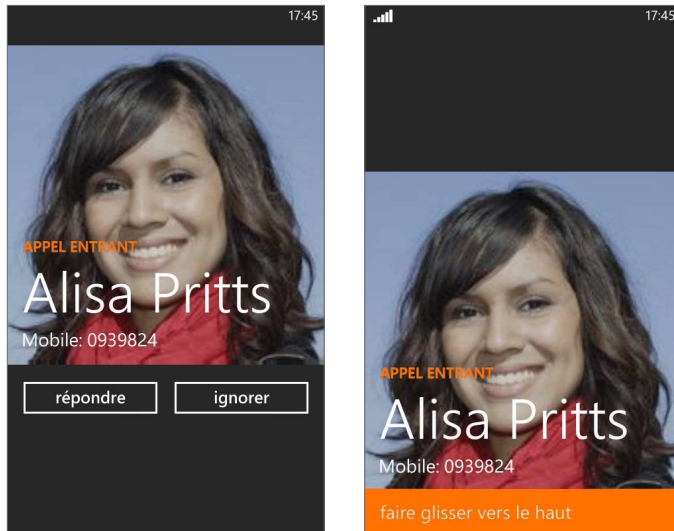 17:45
APPEL ENTRANT
Alisa Pritts
Mobile: 0939824
répondre
ignorer
17:45
APPEL ENTRANT
Alisa Pritts
Mobile: 0939824
faire glisser vers le haut